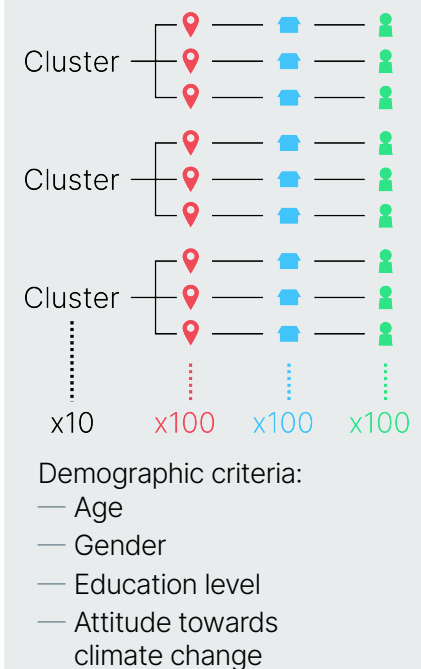 Cluster
Cluster
Cluster
x10 x100 x100 x100
Demographic criteria:
— Age
— Gender
— Education level
— Attitude towards
climate change